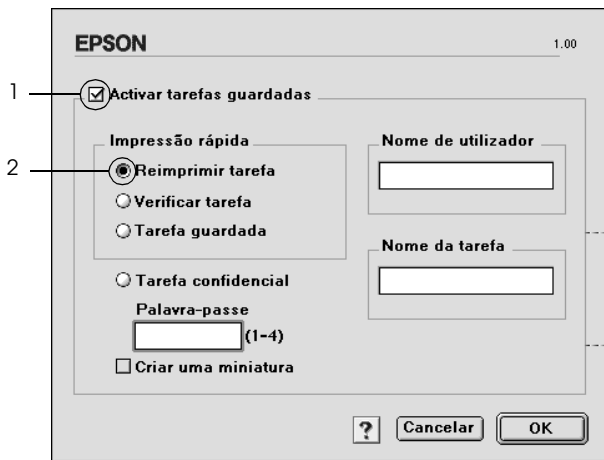 EPSON
1.00
1
Activar tarefas guardadas
Impressão rápida
2
Reimprimir tarefa
Verificar tarefa
Tarefa guardada
Tarefa confidencial
Palavra-passe
(1-4)
Criar uma miniatura
Nome de utilizador
Nome da tarefa
?
Cancelar
OK